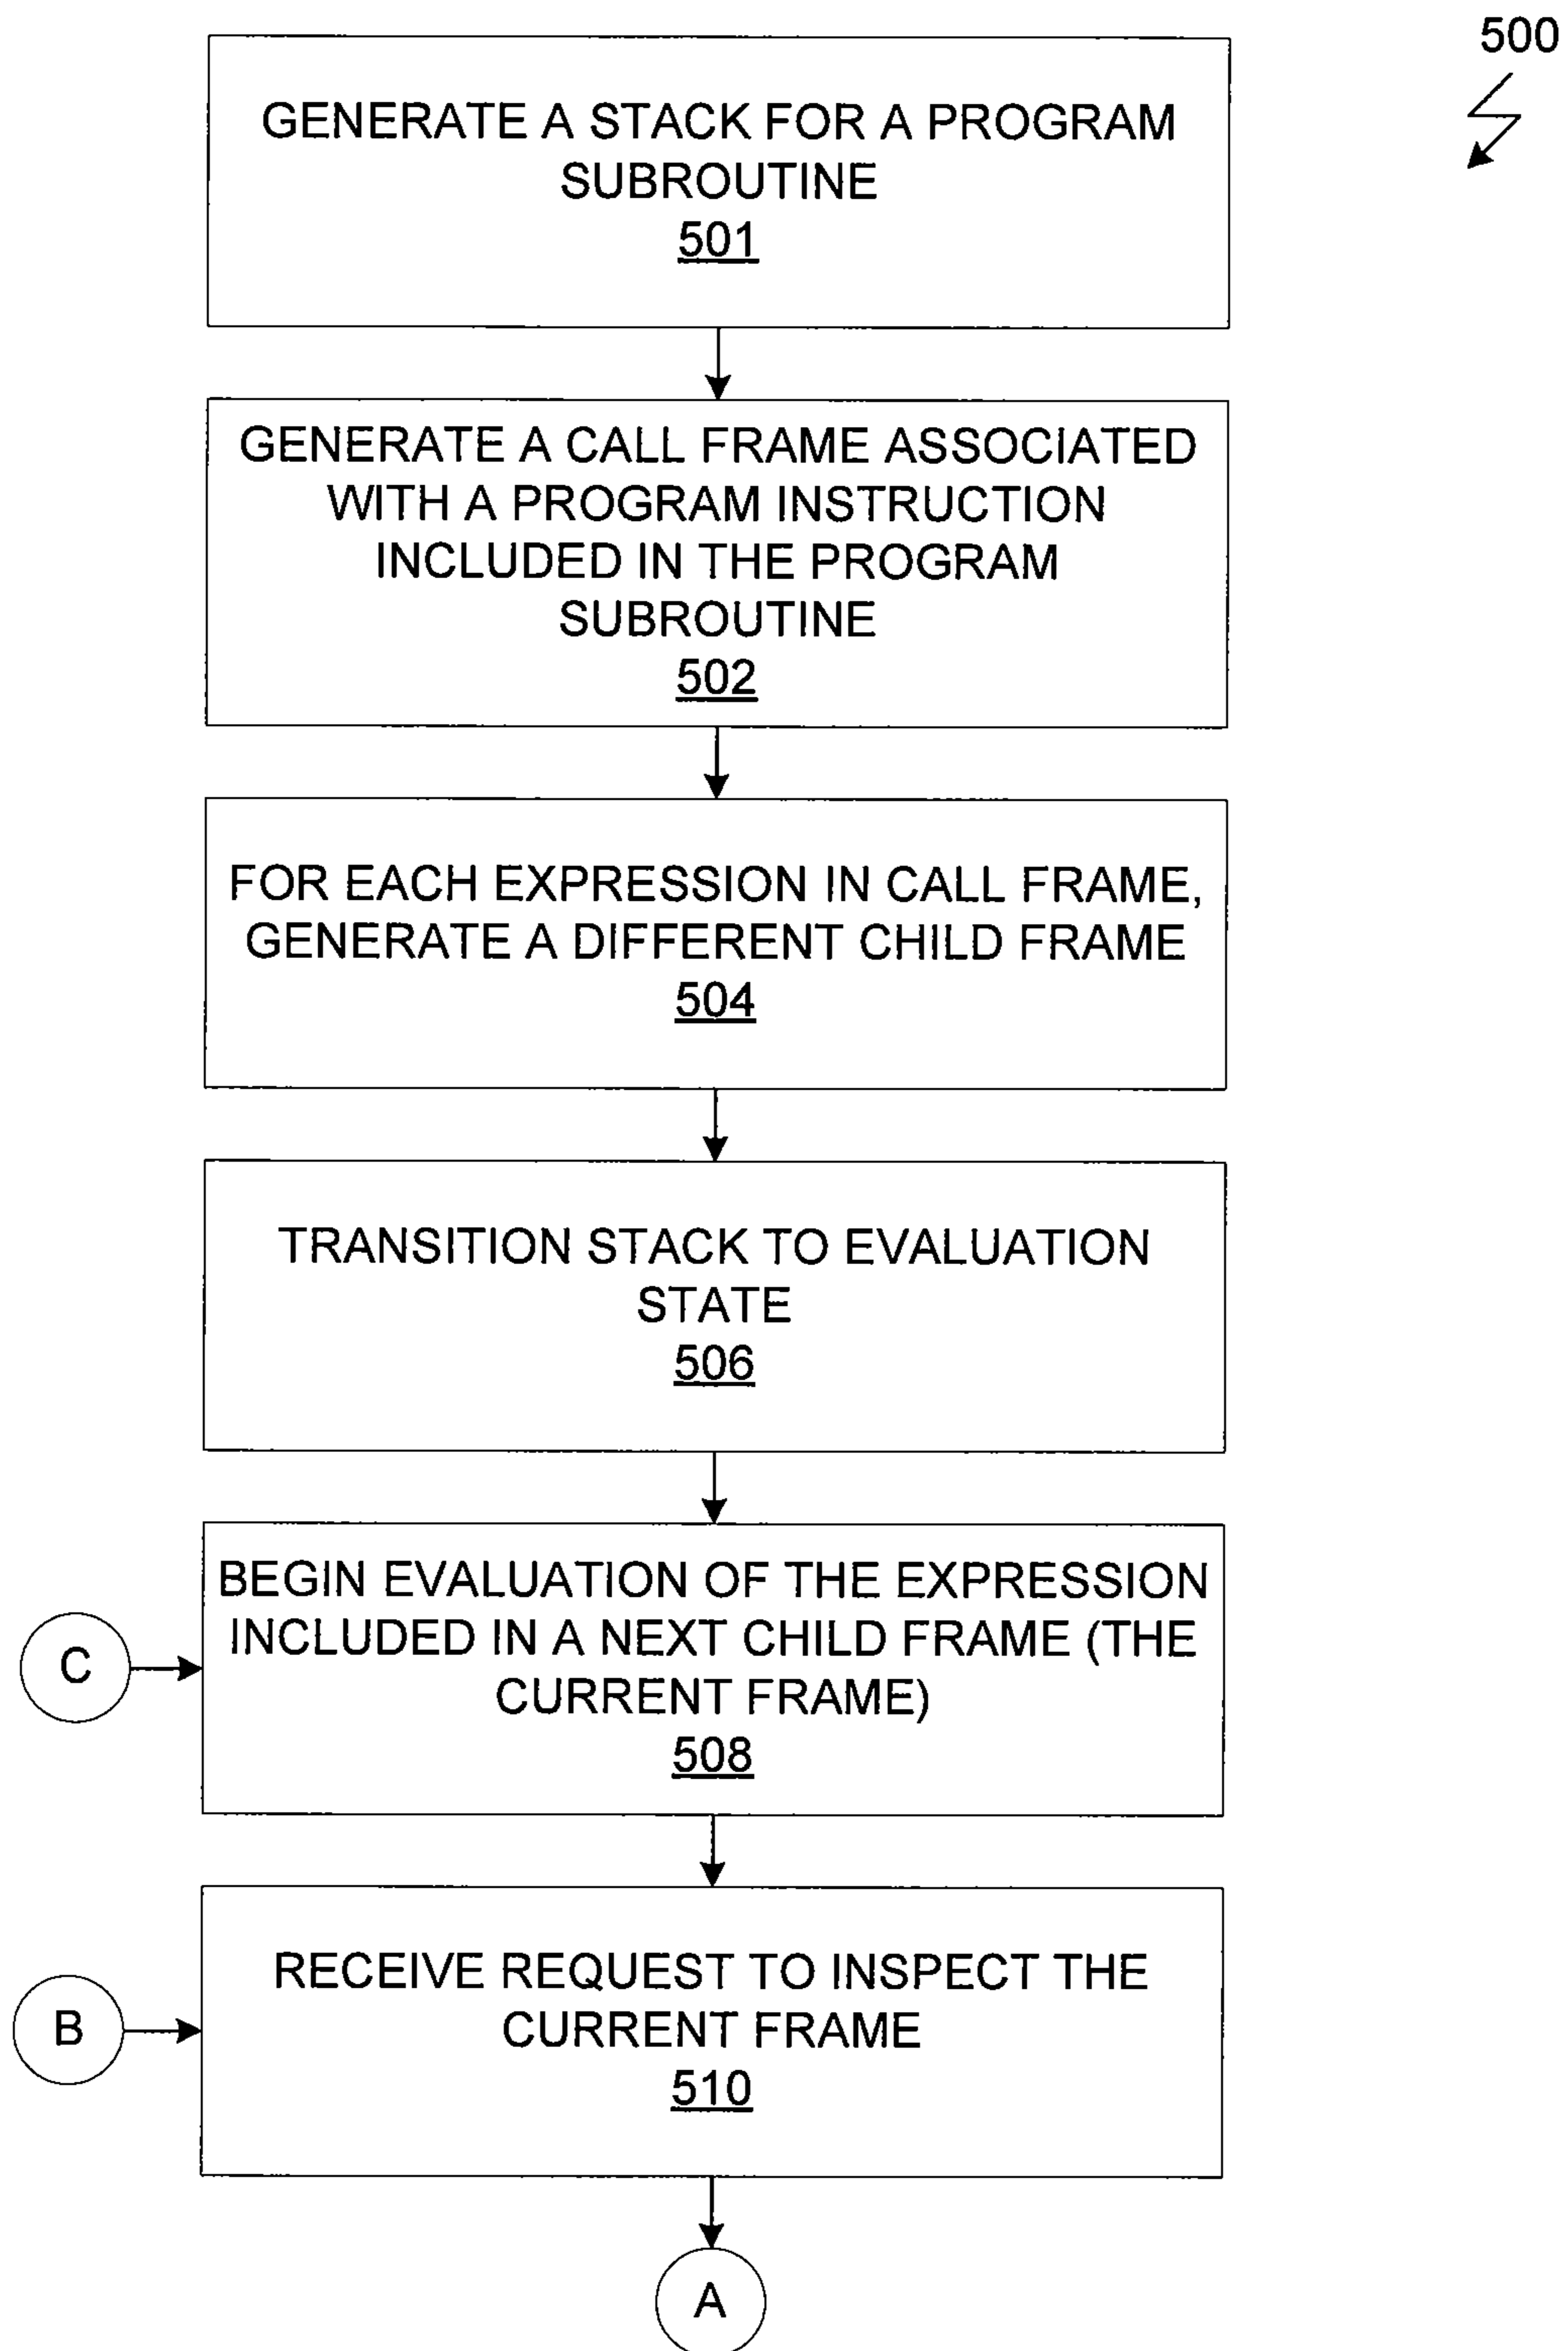 500
GENERATE A STACK FOR A PROGRAM
SUBROUTINE
501
GENERATE A CALL FRAME ASSOCIATED
WITH A PROGRAM INSTRUCTION
INCLUDED IN THE PROGRAM
SUBROUTINE
502
FOR EACH EXPRESSION IN CALL FRAME,
GENERATE A DIFFERENT CHILD FRAME
504
TRANSITION STACK TO EVALUATION
STATE
506
BEGIN EVALUATION OF THE EXPRESSION
INCLUDED IN A NEXT CHILD FRAME (THE
CURRENT FRAME)
508
C
RECEIVE REQUEST TO INSPECT THE
CURRENT FRAME
510
B
A